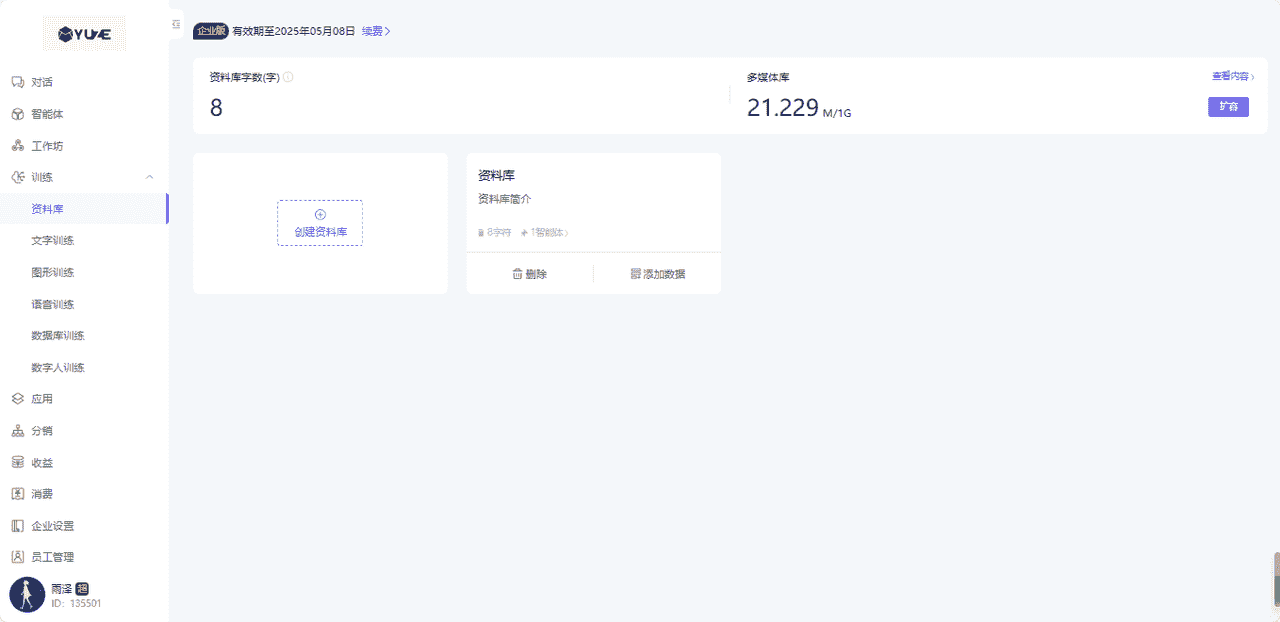 YUZE
对话
智能体
工作坊
训练
资料库
文字训练
图形训练
语音训练
数据库训练
数字人训练
应用
分销
收益
消费
企业设置
员工管理
雨泽 超
ID: 135501
企业版 有效期至2025年05月08日 续费
资料库字数(字)
8
多媒体库
查看内容
21.229 M/1G
扩容
创建资料库
资料库
资料库简介
8字符 1智能体
删除 添加数据